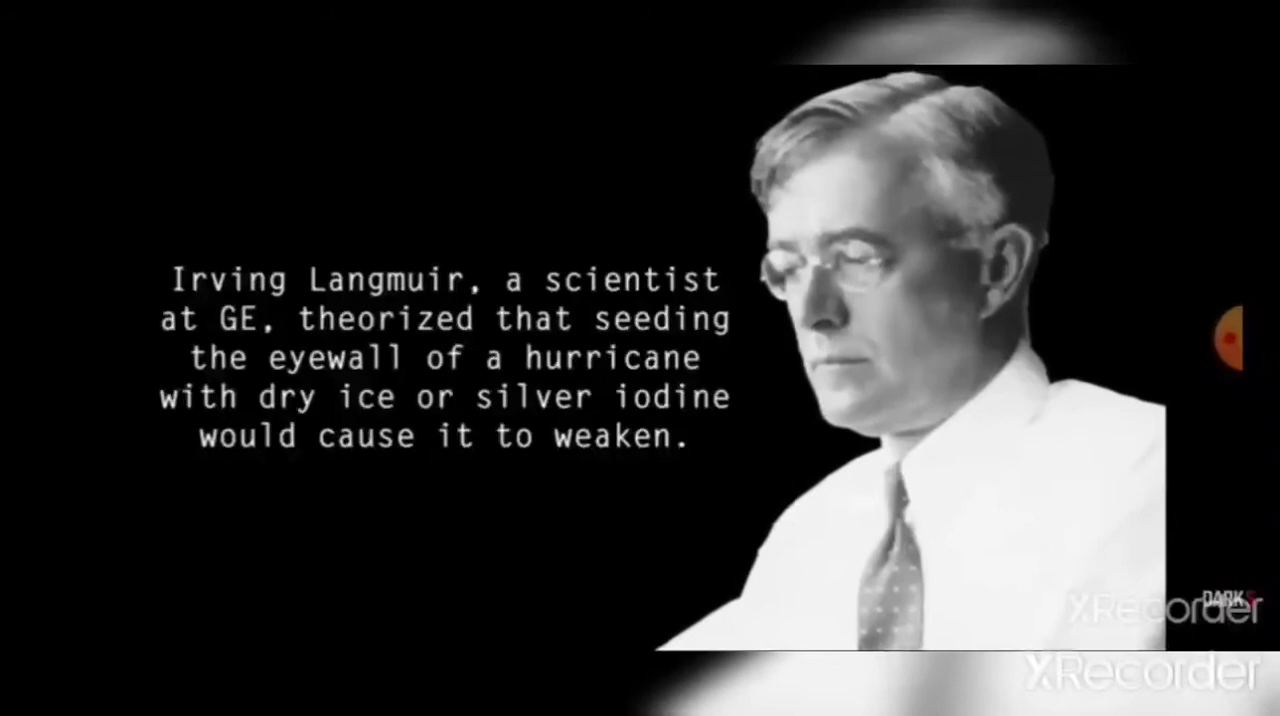 Irving Langmuir, a scientist
at GE, theorized that seeding
the eyewall of a hurricane
with dry ice or silver iodine
would cause it to weaken.
DARK5
XRecorder
XRecorder